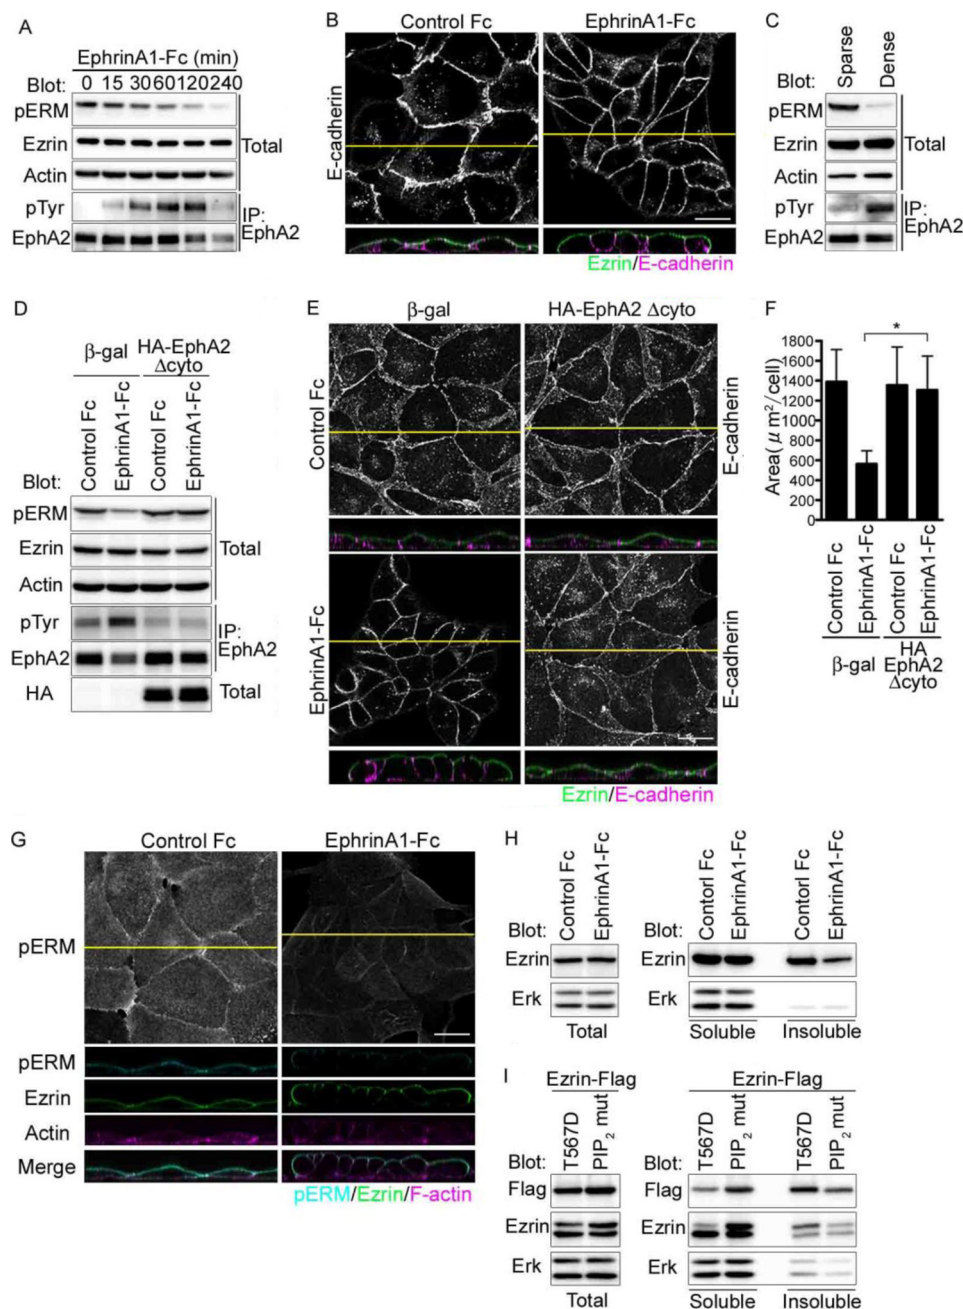 A
EphrinA1-Fc (min)
Blot: 0 15 30 60 120 240
pERM
Ezrin
Actin
Total
pTyr
EphA2
IP:
EphA2
B
Control Fc EphrinA1-Fc
E-cadherin
Ezrin/E-cadherin
C
Blot: Sparse Dense
pERM
Ezrin
Actin
Total
pTyr
EphA2
IP:
EphA2
D
β-gal HA-EphA2
Δcyto
Control Fc EphrinA1-Fc Control Fc EphrinA1-Fc
Blot:
pERM
Ezrin
Actin
Total
pTyr
EphA2
IP:
EphA2
HA Total
E
β-gal HA-EphA2 Δcyto
Control Fc
E-cadherin
EphrinA1-Fc
E-cadherin
Ezrin/E-cadherin
F
*
Area( μ m²/cell)
1800
1600
1400
1200
1000
800
600
400
200
0
Control Fc EphrinA1-Fc Control Fc EphrinA1-Fc
β-gal HA
EphA2
Δcyto
G
Control Fc EphrinA1-Fc
pERM
pERM
Ezrin
Actin
Merge
pERM/Ezrin/F-actin
H
Control Fc EphrinA1-Fc
Blot:
Ezrin
Erk
Total
Contorl Fc EphrinA1-Fc Contorl Fc EphrinA1-Fc
Blot:
Ezrin
Erk
Soluble Insoluble
I
Ezrin-Flag
T567D PIP₂ mut
Blot:
Flag
Ezrin
Erk
Total
Ezrin-Flag
T567D PIP₂ mut T567D PIP₂ mut
Blot:
Flag
Ezrin
Erk
Soluble Insoluble